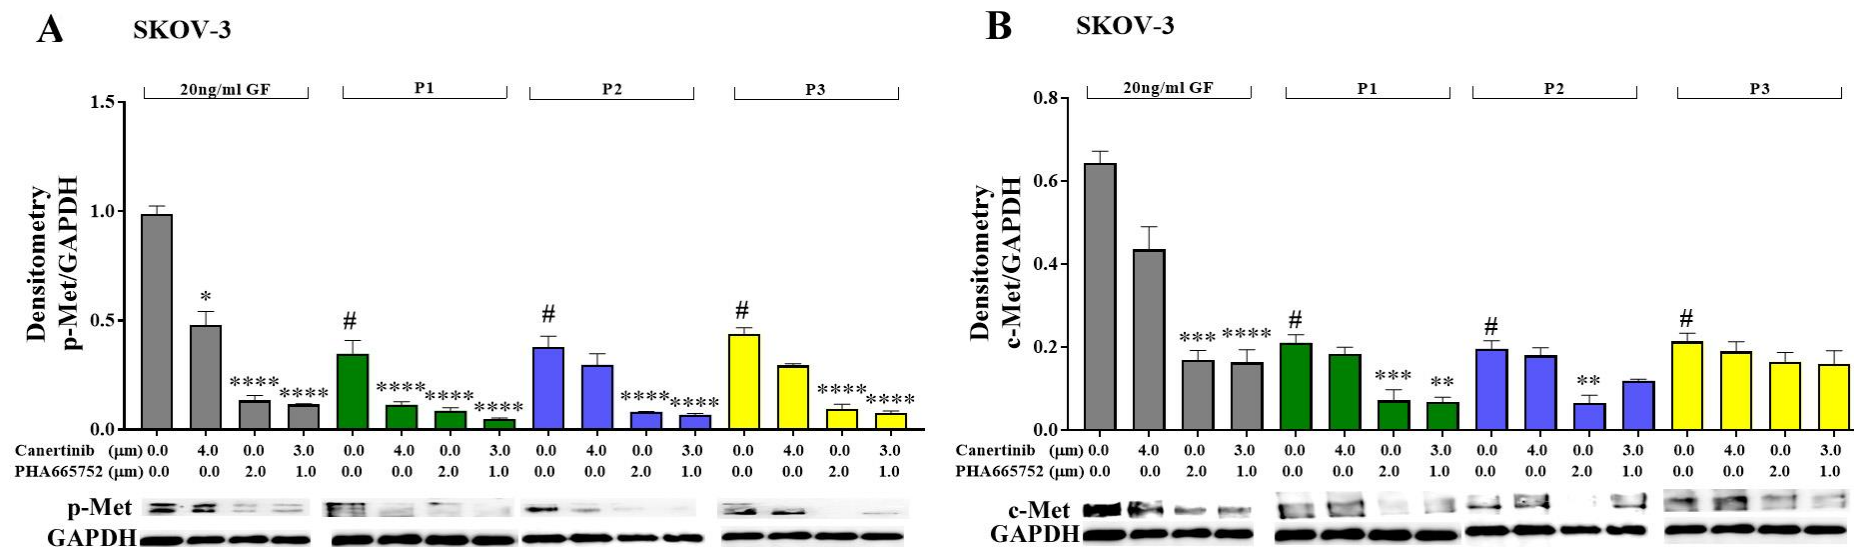 A SKOV-3
20ng/ml GF P1 P2 P3
1.5
1.0
0.5
0.0
Densitometry
p-Met/GAPDH
* **** **** # **** **** **** # **** **** # **** ****
Canertinib (μm) 0.0 4.0 0.0 3.0 0.0 4.0 0.0 3.0 0.0 4.0 0.0 3.0 0.0 4.0 0.0 3.0
PHA665752 (μm) 0.0 0.0 2.0 1.0 0.0 0.0 2.0 1.0 0.0 0.0 2.0 1.0 0.0 0.0 2.0 1.0
p-Met
GAPDH
B SKOV-3
20ng/ml GF P1 P2 P3
0.8
0.6
0.4
0.2
0.0
Densitometry
c-Met/GAPDH
*** **** # *** ** # ** #
Canertinib (μm) 0.0 4.0 0.0 3.0 0.0 4.0 0.0 3.0 0.0 4.0 0.0 3.0 0.0 4.0 0.0 3.0
PHA665752 (μm) 0.0 0.0 2.0 1.0 0.0 0.0 2.0 1.0 0.0 0.0 2.0 1.0 0.0 0.0 2.0 1.0
c-Met
GAPDH